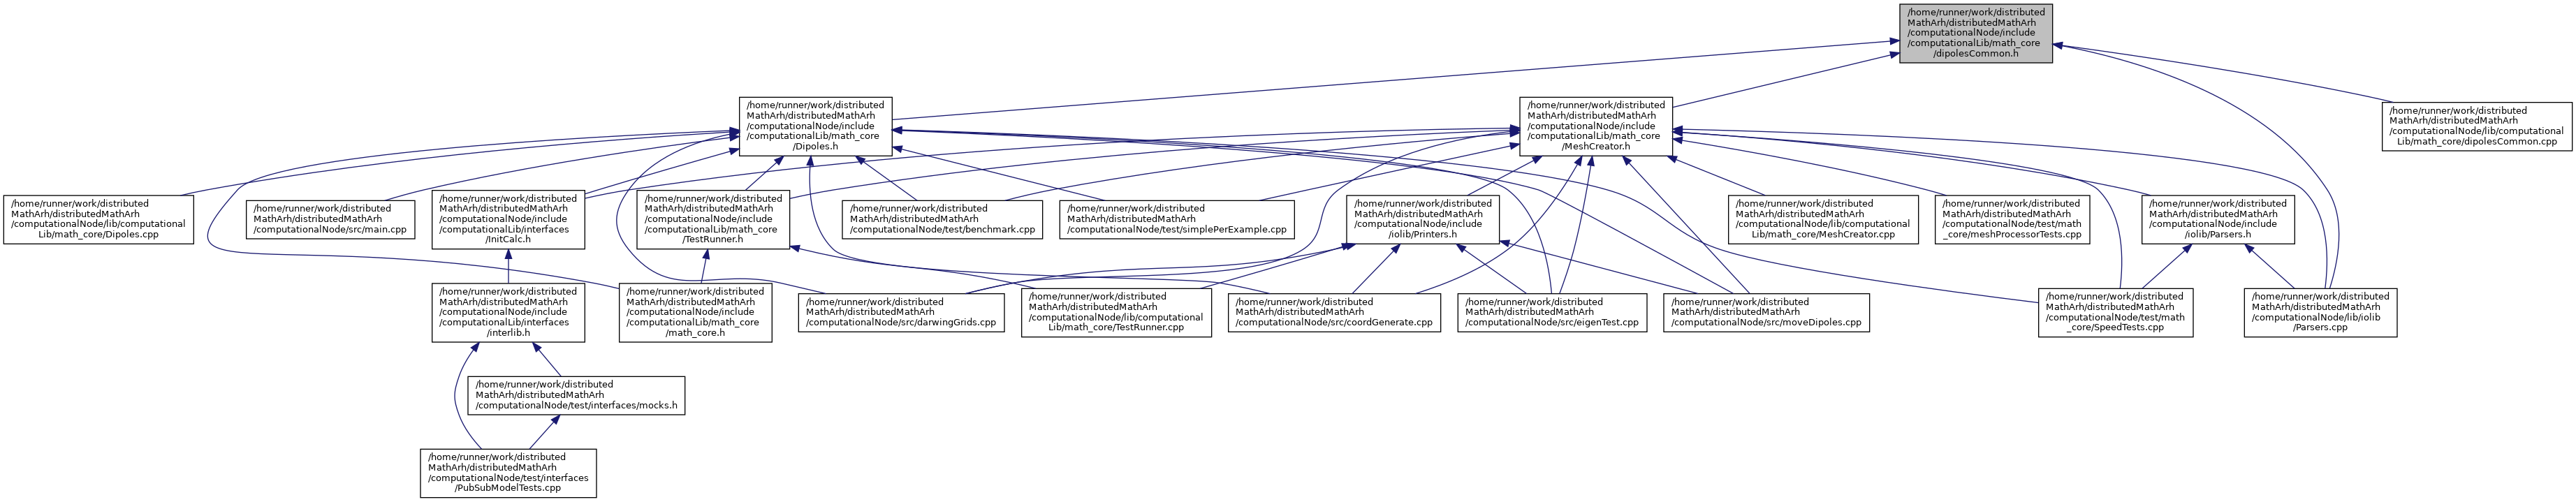 /home/runner/work/distributed
MathArh/distributedMathArh
/computationalNode/include
/computationalLib/math_core
/dipolesCommon.h
/home/runner/work/distributed
MathArh/distributedMathArh
/computationalNode/include
/computationalLib/math_core
/Dipoles.h
/home/runner/work/distributed
MathArh/distributedMathArh
/computationalNode/include
/computationalLib/math_core
/MeshCreator.h
/home/runner/work/distributed
MathArh/distributedMathArh
/computationalNode/lib/computational
Lib/math_core/dipolesCommon.cpp
/home/runner/work/distributed
MathArh/distributedMathArh
/computationalNode/lib/computational
Lib/math_core/Dipoles.cpp
/home/runner/work/distributed
MathArh/distributedMathArh
/computationalNode/src/main.cpp
/home/runner/work/distributed
MathArh/distributedMathArh
/computationalNode/include
/computationalLib/interfaces
/InitCalc.h
/home/runner/work/distributed
MathArh/distributedMathArh
/computationalNode/include
/computationalLib/math_core
/TestRunner.h
/home/runner/work/distributed
MathArh/distributedMathArh
/computationalNode/test/benchmark.cpp
/home/runner/work/distributed
MathArh/distributedMathArh
/computationalNode/test/simplePerExample.cpp
/home/runner/work/distributed
MathArh/distributedMathArh
/computationalNode/include
/iolib/Printers.h
/home/runner/work/distributed
MathArh/distributedMathArh
/computationalNode/lib/computational
Lib/math_core/MeshCreator.cpp
/home/runner/work/distributed
MathArh/distributedMathArh
/computationalNode/test/math
_core/meshProcessorTests.cpp
/home/runner/work/distributed
MathArh/distributedMathArh
/computationalNode/include
/iolib/Parsers.h
/home/runner/work/distributed
MathArh/distributedMathArh
/computationalNode/include
/computationalLib/interfaces
/interlib.h
/home/runner/work/distributed
MathArh/distributedMathArh
/computationalNode/include
/computationalLib/math_core
/math_core.h
/home/runner/work/distributed
MathArh/distributedMathArh
/computationalNode/src/darwingGrids.cpp
/home/runner/work/distributed
MathArh/distributedMathArh
/computationalNode/lib/computational
Lib/math_core/TestRunner.cpp
/home/runner/work/distributed
MathArh/distributedMathArh
/computationalNode/src/coordGenerate.cpp
/home/runner/work/distributed
MathArh/distributedMathArh
/computationalNode/src/eigenTest.cpp
/home/runner/work/distributed
MathArh/distributedMathArh
/computationalNode/src/moveDipoles.cpp
/home/runner/work/distributed
MathArh/distributedMathArh
/computationalNode/test/math
_core/SpeedTests.cpp
/home/runner/work/distributed
MathArh/distributedMathArh
/computationalNode/lib/iolib
/Parsers.cpp
/home/runner/work/distributed
MathArh/distributedMathArh
/computationalNode/test/interfaces/mocks.h
/home/runner/work/distributed
MathArh/distributedMathArh
/computationalNode/test/interfaces
/PubSubModelTests.cpp